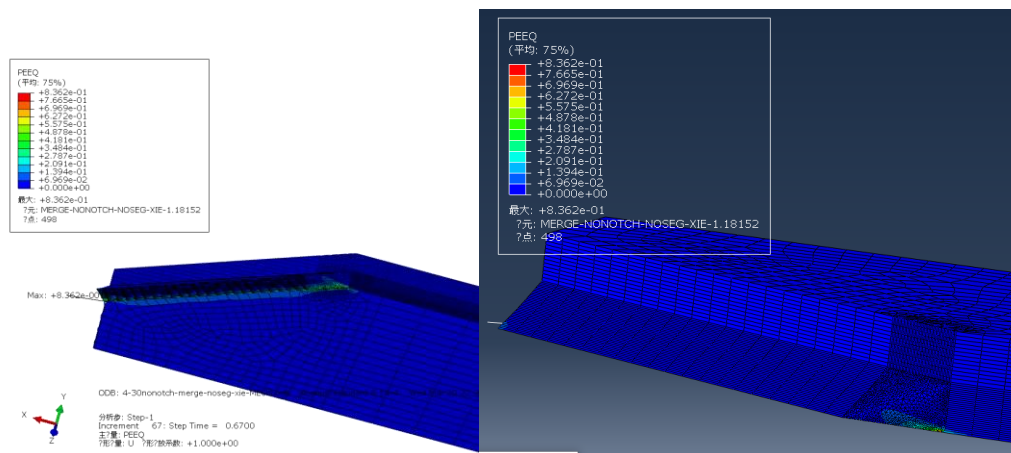 PEEQ
(平均: 75%)
+8.362e-01
+7.665e-01
+6.969e-01
+6.272e-01
+5.575e-01
+4.878e-01
+4.181e-01
+3.484e-01
+2.787e-01
+2.091e-01
+1.394e-01
+6.969e-02
+0.000e+00
最大: +8.362e-01
?元: MERGE-NONOTCH-NOSEG-XIE-1.18152
?点: 498
Max: +8.362e-00
ODB: 4-30nonotch-merge-noseg-xie-
分析步: Step-1
Increment 67: Step Time = 0.6700
主?量: PEEQ
?形?量: U ?形?放系数: +1.000e+00
X
Y
Z
PEEQ
(平均: 75%)
+8.362e-01
+7.665e-01
+6.969e-01
+6.272e-01
+5.575e-01
+4.878e-01
+4.181e-01
+3.484e-01
+2.787e-01
+2.091e-01
+1.394e-01
+6.969e-02
+0.000e+00
最大: +8.362e-01
?元: MERGE-NONOTCH-NOSEG-XIE-1.18152
?点: 498